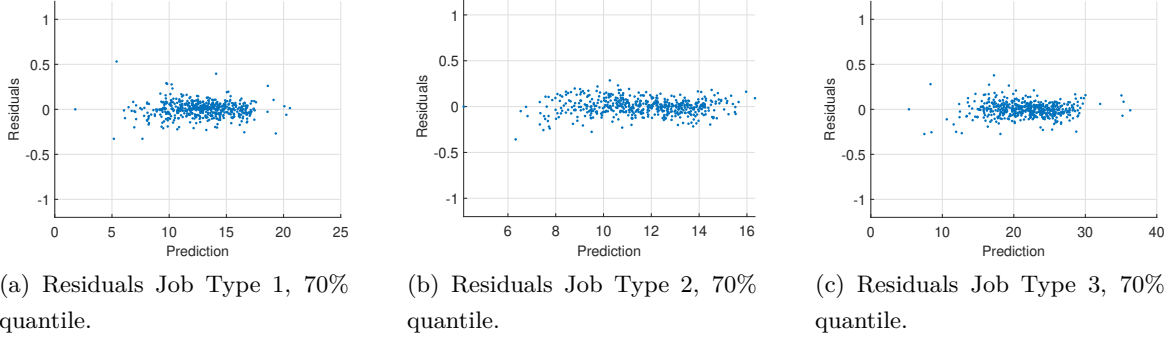 1
0.5
0
-0.5
-1
Residuals
0 5 10 15 20 25
Prediction
(a) Residuals Job Type 1, 70%
quantile.
1
0.5
0
-0.5
-1
Residuals
6 8 10 12 14 16
Prediction
(b) Residuals Job Type 2, 70%
quantile.
1
0.5
0
-0.5
-1
Residuals
0 10 20 30 40
Prediction
(c) Residuals Job Type 3, 70%
quantile.